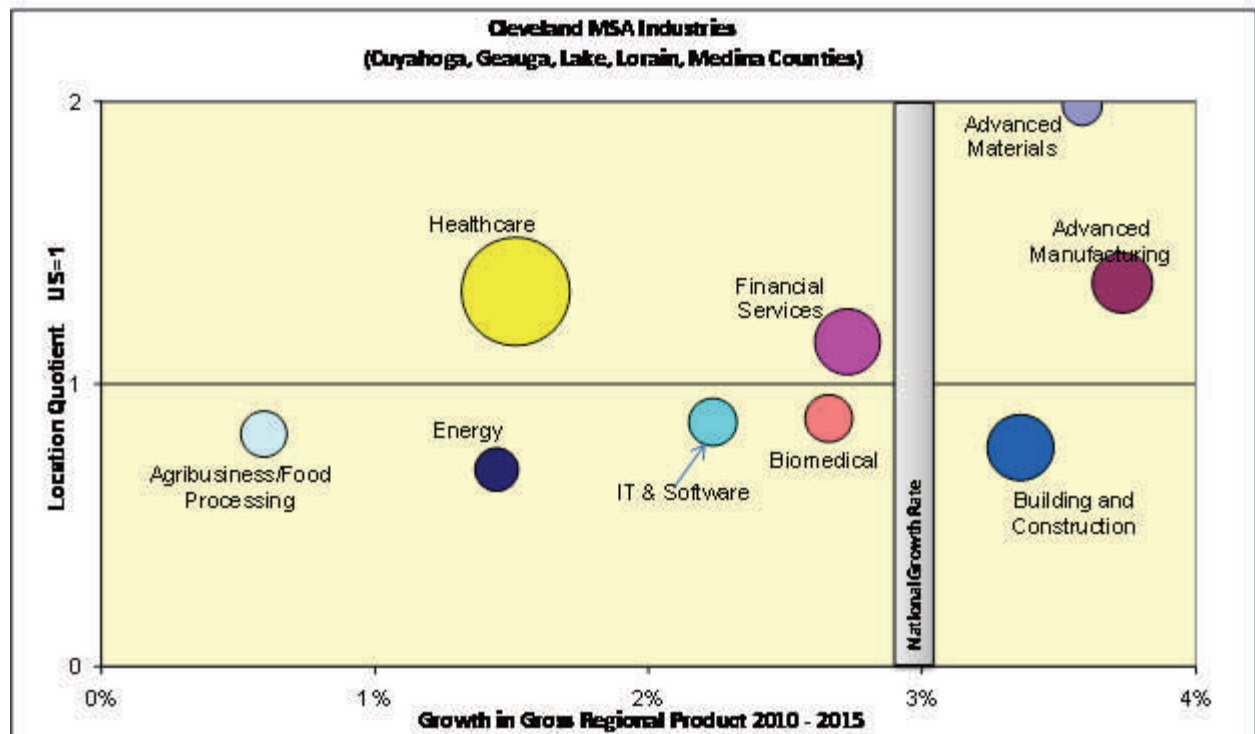 Cleveland MSA Industries
(Cuyahoga, Geauga, Lake, Lorain, Medina Counties)
Location Quotient US=1
2
1
0
Advanced
Materials
Healthcare
Advanced
Manufacturing
Financial
Services
Energy
Agribusiness/Food
Processing
IT & Software
Biomedical
Building and
Construction
National Growth Rate
0%
1%
2%
3%
4%
Growth in Gross Regional Product 2010 - 2015